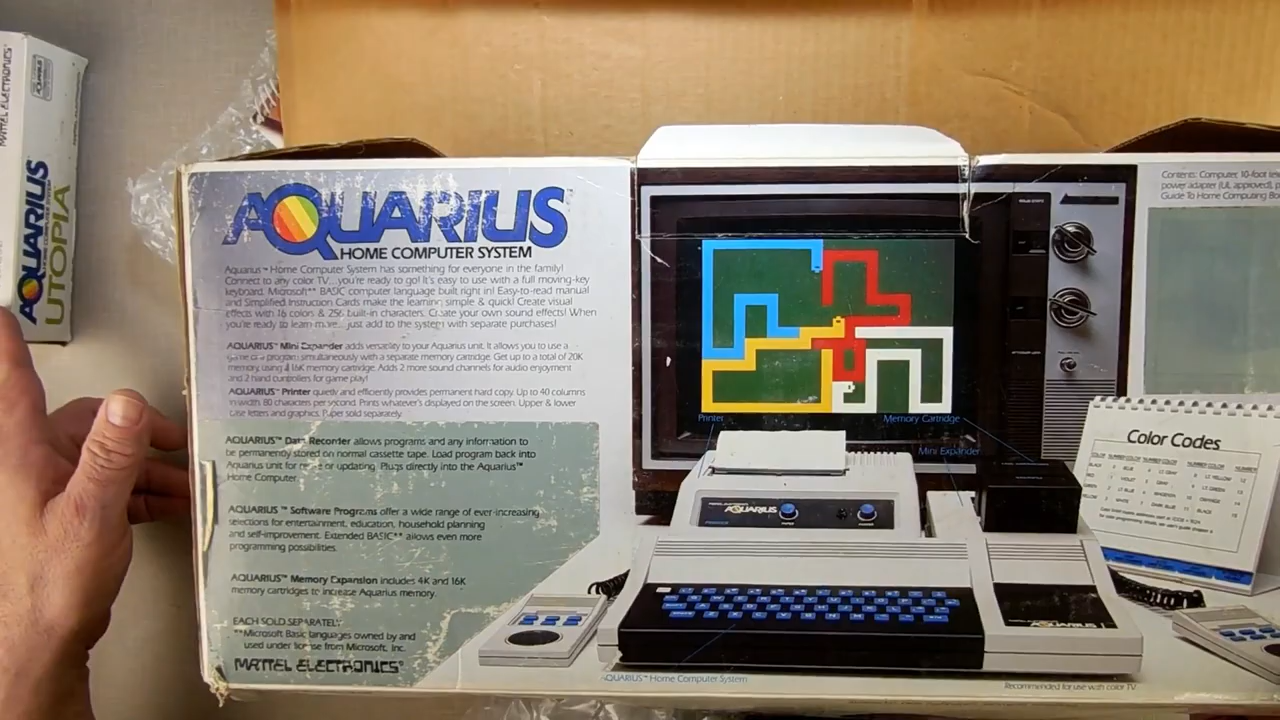 MATTEL ELECTRONICS®
AQUARIUS
UTOPIA
AQUARIUS™
HOME COMPUTER SYSTEM
Aquarius™ Home Computer System has something for everyone in the family!
Connect to any color TV...you're ready to go! It's easy to use with a full moving-key
keyboard. Microsoft** BASIC computer language built right in! Easy-to-read manual
and Simplified Instruction Cards make the learning simple & quick! Create visual
effects with 16 colors & 256 built-in characters. Create your own sound effects! When
you're ready to learn more... just add to the system with separate purchases!
AQUARIUS™ Mini Expander adds versatility to your Aquarius unit. It allows you to use a
game or a program simultaneously with a separate memory cartridge. Get up to a total of 20K
memory, using a 16K memory cartridge. Adds 2 more sound channels for audio enjoyment
and 2 hand controllers for game play!
AQUARIUS™ Printer quietly and efficiently provides permanent hard copy. Up to 40 columns
in width. 80 characters per second. Prints whatever's displayed on the screen. Upper & lower
case letters and graphics. Paper sold separately.
AQUARIUS™ Data Recorder allows programs and any information to
be permanently stored on normal cassette tape. Load program back into
Aquarius unit for reuse or updating. Plugs directly into the Aquarius™
Home Computer.
AQUARIUS™ Software Programs offer a wide range of ever-increasing
selections for entertainment, education, household planning
and self-improvement. Extended BASIC** allows even more
programming possibilities.
AQUARIUS™ Memory Expansion includes 4K and 16K
memory cartridges to increase Aquarius memory.
EACH SOLD SEPARATELY.
**Microsoft Basic languages owned by and
used under license from Microsoft, Inc.
MATTEL ELECTRONICS®
Printer
Memory Cartridge
Mini Expander
AQUARIUS
AQUARIUS
AQUARIUS™ Home Computer System
Recommended for use with color TV
Contents: Computer, 10-foot
power adapter (UL approved),
Guide To Home Computing
Color Codes